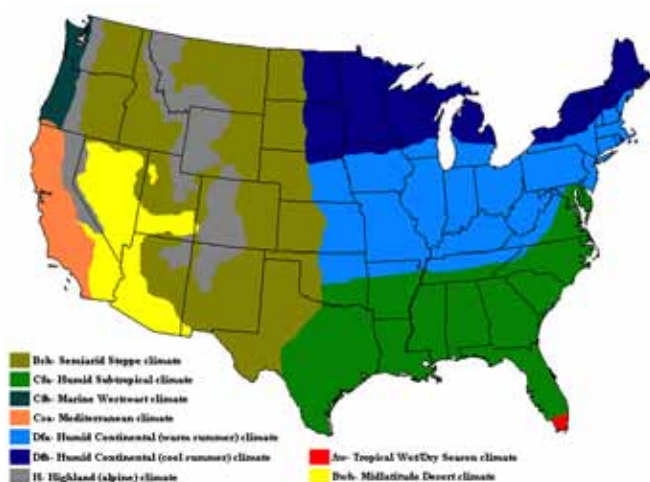 Bsh- Semiarid Steppe climate
Cfa- Humid Subtropical climate
Cfb- Marine Westcoast climate
Csa- Mediterranean climate
Dfa- Humid Continental (warm summer) climate
Dfb- Humid Continental (cool summer) climate
H- Highland (alpine) climate
Aw- Tropical Wet/Dry Season climate
Bwh- Midlatitude Desert climate